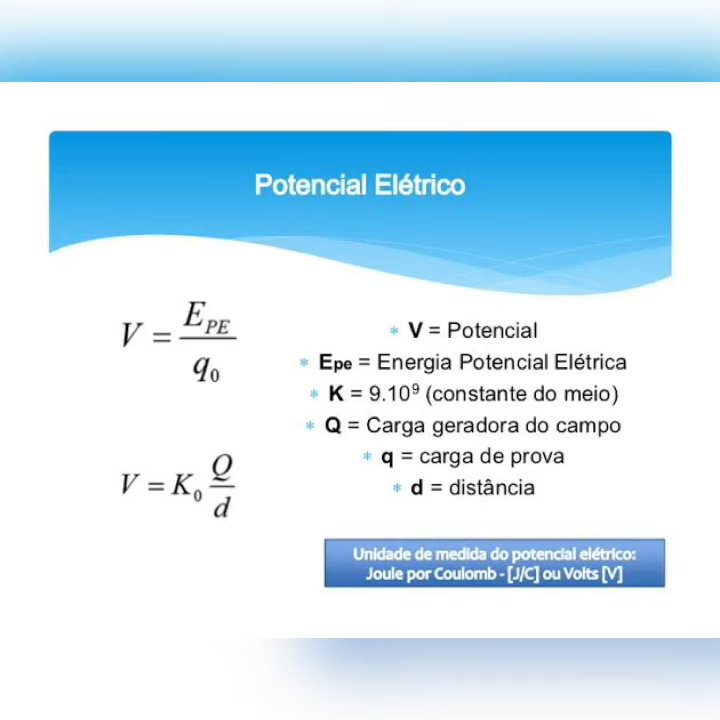 Potencial Elétrico
V = E_PE / q_0
V = K_0 Q / d
* V = Potencial
* Epe = Energia Potencial Elétrica
* K = 9.10⁹ (constante do meio)
* Q = Carga geradora do campo
* q = carga de prova
* d = distância
Unidade de medida do potencial elétrico:
Joule por Coulomb - [J/C] ou Volts [V]